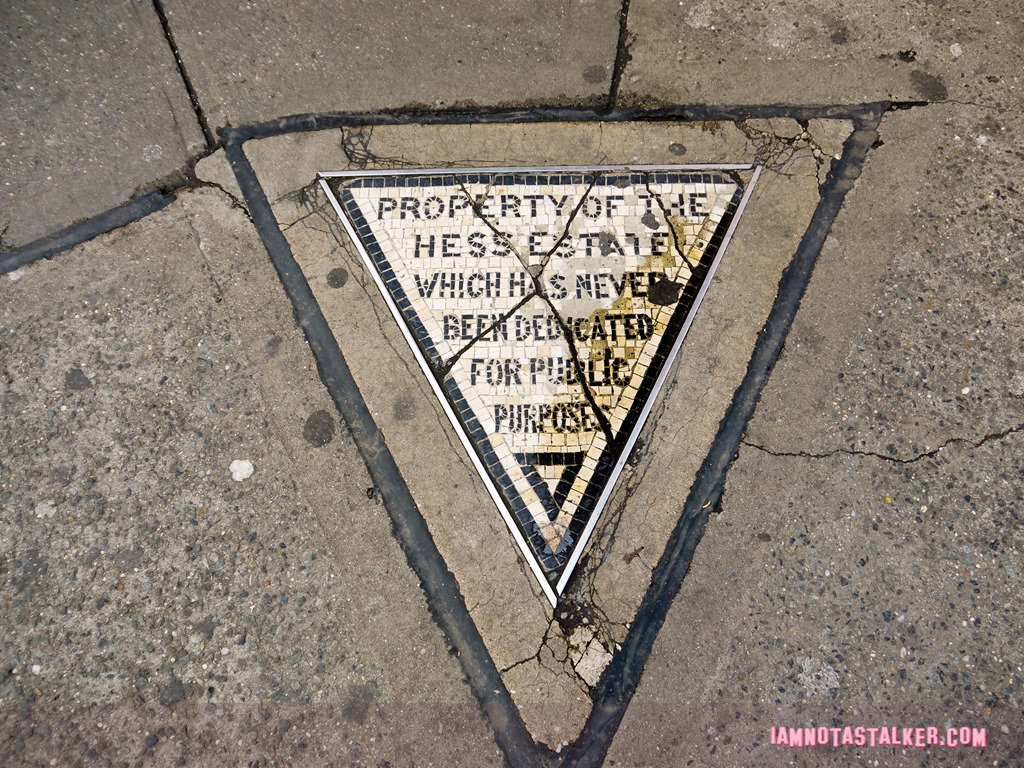 PROPERTY OF THE
HESS ESTATE
WHICH HAS NEVER
BEEN DEDICATED
FOR PUBLIC
PURPOSES
IAMNOTASTALKER.COM